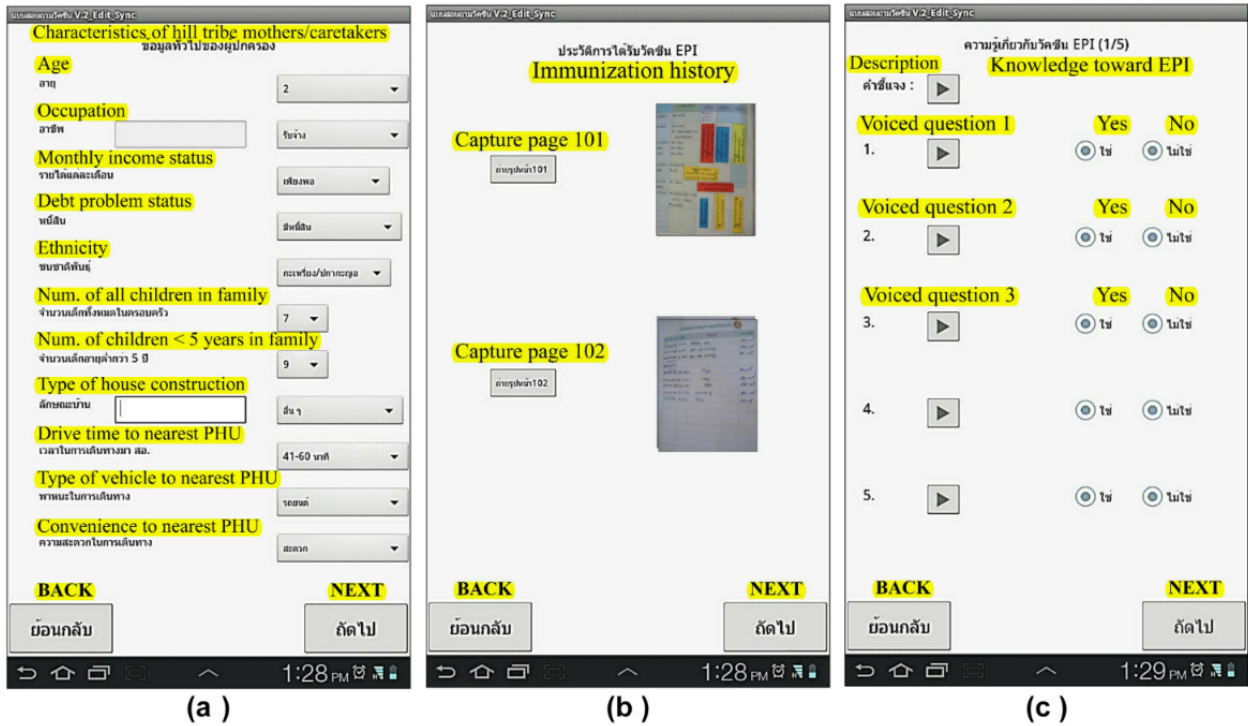 แบบสอบถามวัคซีน V.2_Edit_Sync
Characteristics of hill tribe mothers/caretakers
ข้อมูลทั่วไปของผู้ปกครอง
Age
อายุ
2
Occupation
อาชีพ
รับจ้าง
Monthly income status
รายได้แต่ละเดือน
เพียงพอ
Debt problem status
หนี้สิน
มีหนี้สิน
Ethnicity
ชนชาติพันธุ์
กะเหรี่ยง/ปกากะญอ
Num. of all children in family
จำนวนเด็กทั้งหมดในครอบครัว
7
Num. of children < 5 years in family
จำนวนเด็กอายุต่ำกว่า 5 ปี
9
Type of house construction
ลักษณะบ้าน
อื่น ๆ
Drive time to nearest PHU
เวลาในการเดินทางมา สอ.
41-60 นาที
Type of vehicle to nearest PHU
พาหนะในการเดินทาง
รถยนต์
Convenience to nearest PHU
ความสะดวกในการเดินทาง
สะดวก
BACK NEXT
ย้อนกลับ ถัดไป
1:28 PM
(a )
แบบสอบถามวัคซีน V.2_Edit_Sync
ประวัติการได้รับวัคซีน EPI
Immunization history
Capture page 101
ถ่ายรูปหน้า101
Capture page 102
ถ่ายรูปหน้า102
BACK NEXT
ย้อนกลับ ถัดไป
1:28 PM
(b )
แบบสอบถามวัคซีน V.2_Edit_Sync
ความรู้เกี่ยวกับวัคซีน EPI (1/5)
Description Knowledge toward EPI
คำชี้แจง :
Voiced question 1 Yes No
1. ใช่ ไม่ใช่
Voiced question 2 Yes No
2. ใช่ ไม่ใช่
Voiced question 3 Yes No
3. ใช่ ไม่ใช่
4. ใช่ ไม่ใช่
5. ใช่ ไม่ใช่
BACK NEXT
ย้อนกลับ ถัดไป
1:29 PM
(c )